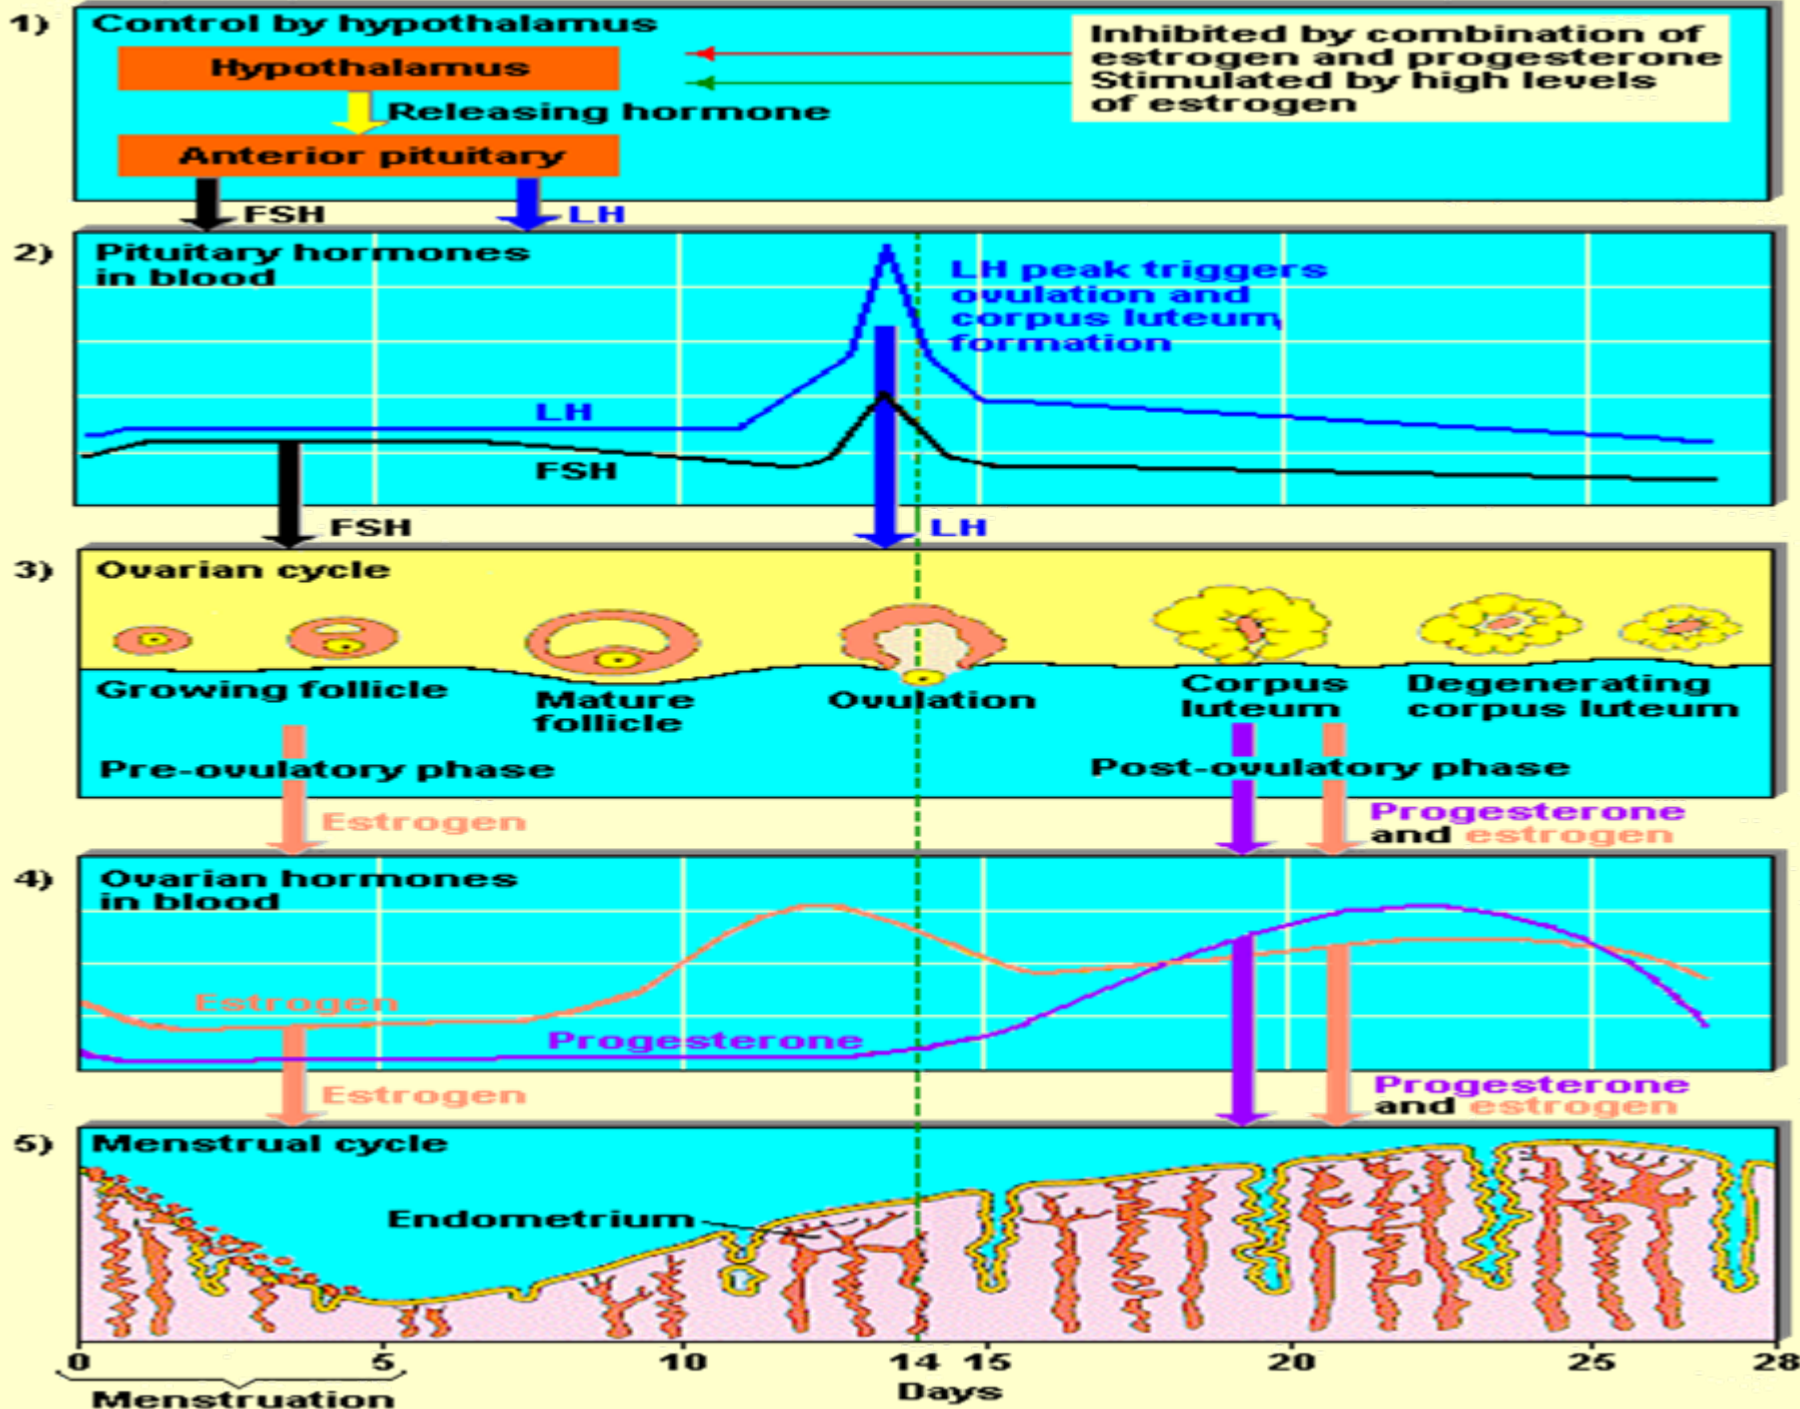 1)
Control by hypothalamus
Hypothalamus
Releasing hormone
Anterior pituitary
Inhibited by combination of
estrogen and progesterone
Stimulated by high levels
of estrogen
FSH
LH
2)
Pituitary hormones
in blood
LH peak triggers
ovulation and
corpus luteum
formation
LH
FSH
FSH
LH
3)
Ovarian cycle
Growing follicle
Mature
follicle
Ovulation
Corpus
luteum
Degenerating
corpus luteum
Pre-ovulatory phase
Post-ovulatory phase
Estrogen
Progesterone
and estrogen
4)
Ovarian hormones
in blood
Estrogen
Progesterone
Estrogen
Progesterone
and estrogen
5)
Menstrual cycle
Endometrium
0 5 10 14 15 20 25 28
Days
Menstruation